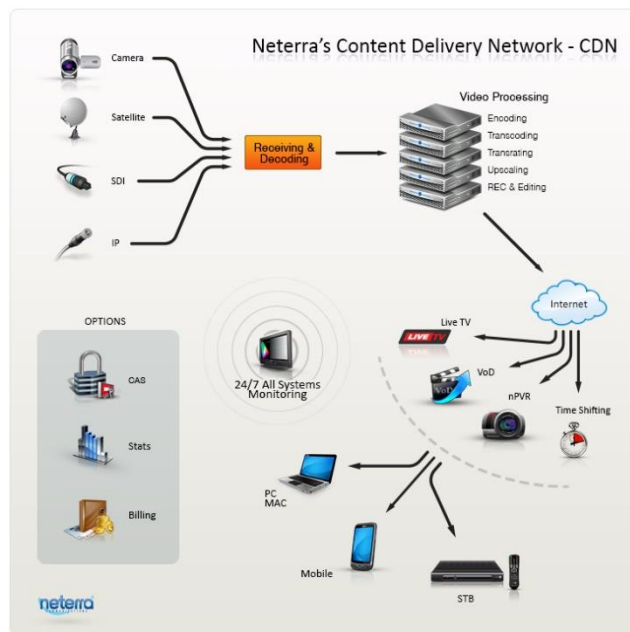 Neterra's Content Delivery Network - CDN
Camera
Satellite
SDI
IP
Receiving &
Decoding
Video Processing
Encoding
Transcoding
Transrating
Upscaling
REC & Editing
Internet
Live TV
LIVE TV
VoD
VoD
nPVR
Time Shifting
24/7 All Systems
Monitoring
OPTIONS
CAS
Stats
Billing
PC
MAC
Mobile
STB
neterra